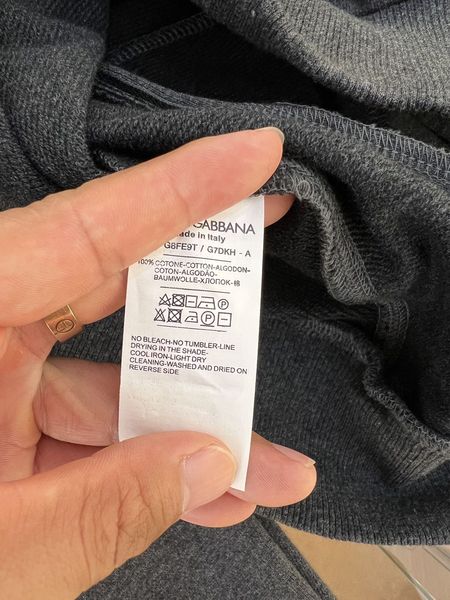 GABBANA
ade in Italy
G8FE9T / G7DKH - A
100% COTONE-COTTON-ALGODON-
COTON-ALGODÃO-
BAUMWOLLE-ХЛОПОК-棉
NO BLEACH-NO TUMBLER-LINE
DRYING IN THE SHADE-
COOL IRON-LIGHT DRY
CLEANING-WASHED AND DRIED ON
REVERSE SIDE